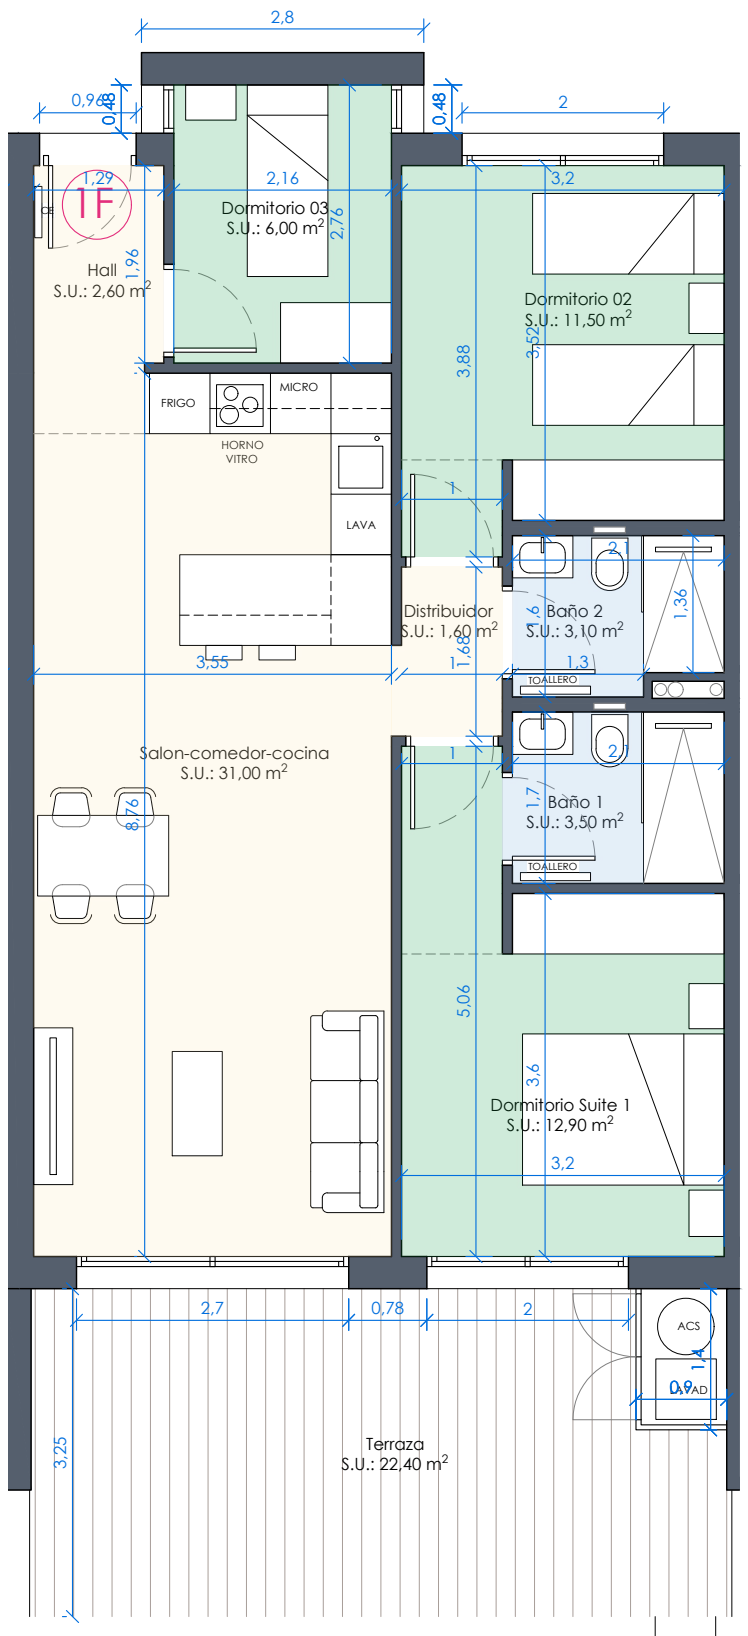 2,8
0,96
0,48
0,48
2
1,29
2,16
3,2
1F
CE
Dormitorio 03
S.U.: 6,00 m²
2,76
Hall
S.U.: 2,60 m²
1,96
Dormitorio 02
S.U.: 11,50 m²
3,52
3,88
FRIGO
MICRO
HORNO
VITRO
LAVA
1
2,1
Distribuidor
S.U.: 1,60 m²
Baño 2
S.U.: 3,10 m²
1,6
1,36
1,68
3,55
1,3
TOALLERO
Salon-comedor-cocina
S.U.: 31,00 m²
8,76
1
2,1
1,7
Baño 1
S.U.: 3,50 m²
TOALLERO
5,06
3,6
Dormitorio Suite 1
S.U.: 12,90 m²
3,2
2,7
0,78
2
ACS
1,4
0,9
LAVAD
3,25
Terraza
S.U.: 22,40 m²